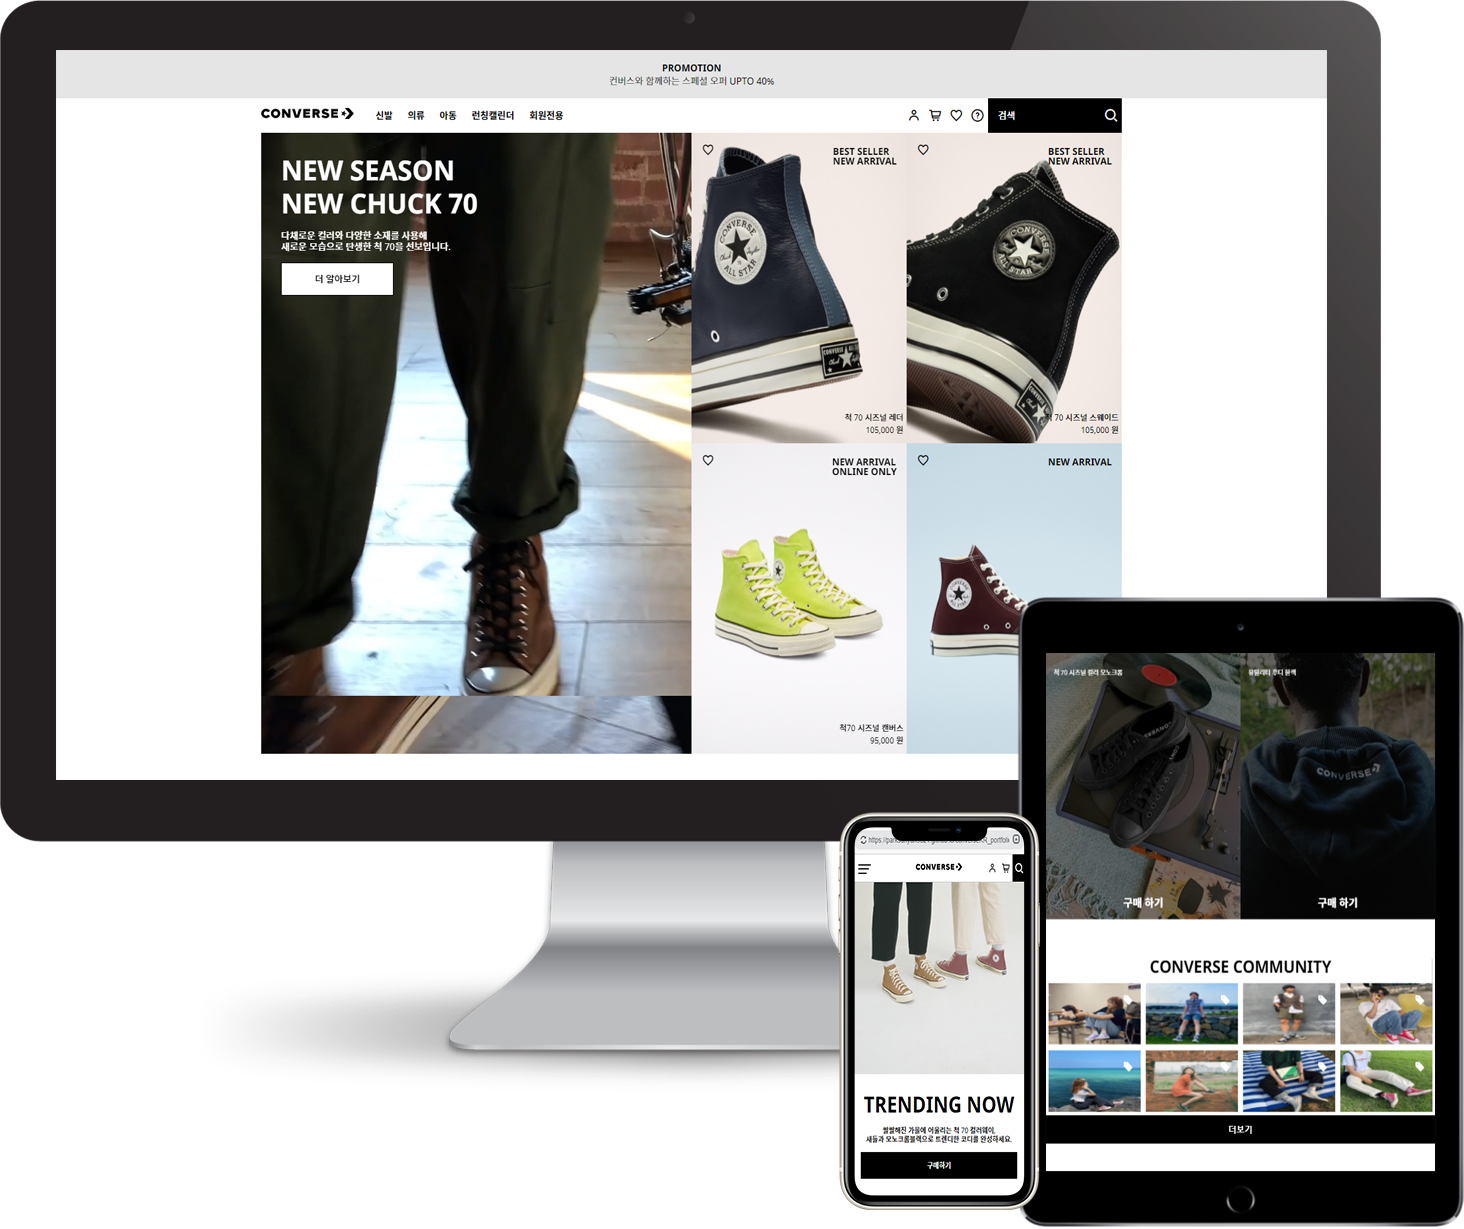 PROMOTION
컨버스와 함께하는 스페셜 오퍼 UPTO 40%
CONVERSE
신발 의류 아동 런칭캘린더 회원전용
검색
NEW SEASON
NEW CHUCK 70
다채로운 컬러와 다양한 소재를 사용해
새로운 모습으로 탄생한 척 70을 선보입니다.
더 알아보기
BEST SELLER
NEW ARRIVAL
CONVERSE
ALL STAR
척 70 시즈널 레더
105,000 원
BEST SELLER
NEW ARRIVAL
CONVERSE
ALL STAR
척 70 시즈널 스웨이드
105,000 원
NEW ARRIVAL
ONLINE ONLY
척70 시즈널 캔버스
95,000 원
NEW ARRIVAL
CONVERSE
척 70 시즈널 컬러 모노크롬
유틸리티 후디 블랙
CONVERSE
구매 하기
구매 하기
CONVERSE COMMUNITY
더보기
CONVERSE
TRENDING NOW
쌀쌀해진 가을에 어울리는 척 70 컬러웨이,
새들과 모노크롬블랙으로 트렌디한 코디를 완성하세요.
구매하기